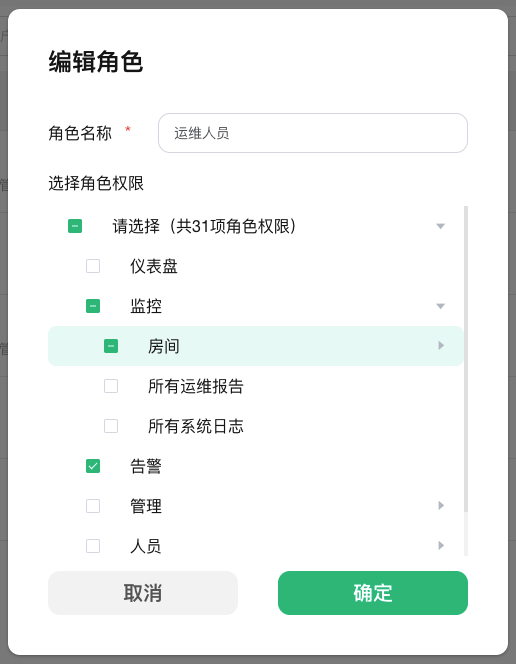 编辑角色
角色名称 *
运维人员
选择角色权限
请选择（共31项角色权限）
仪表盘
监控
房间
所有运维报告
所有系统日志
告警
管理
人员
取消
确定